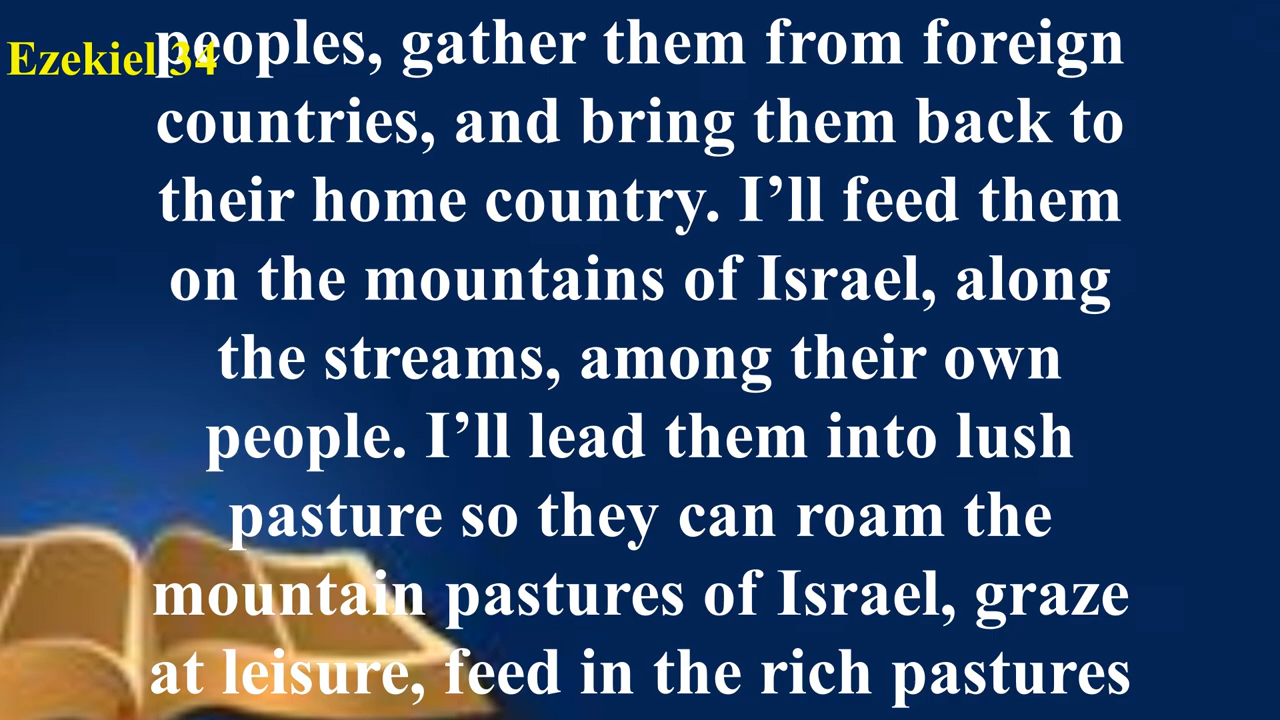 Ezekiel 34
peoples, gather them from foreign
countries, and bring them back to
their home country. I’ll feed them
on the mountains of Israel, along
the streams, among their own
people. I’ll lead them into lush
pasture so they can roam the
mountain pastures of Israel, graze
at leisure, feed in the rich pastures